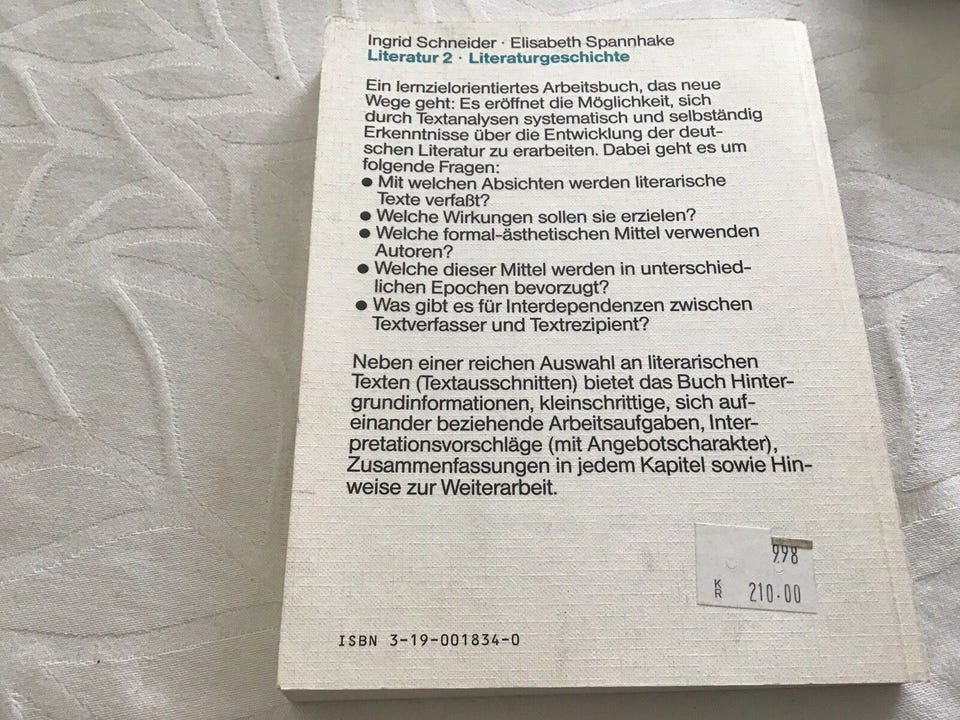 Ingrid Schneider · Elisabeth Spannhake
Literatur 2 · Literaturgeschichte
Ein lernzielorientiertes Arbeitsbuch, das neue
Wege geht: Es eröffnet die Möglichkeit, sich
durch Textanalysen systematisch und selbständig
Erkenntnisse über die Entwicklung der deut-
schen Literatur zu erarbeiten. Dabei geht es um
folgende Fragen:
● Mit welchen Absichten werden literarische
Texte verfaßt?
● Welche Wirkungen sollen sie erzielen?
● Welche formal-ästhetischen Mittel verwenden
Autoren?
● Welche dieser Mittel werden in unterschied-
lichen Epochen bevorzugt?
● Was gibt es für Interdependenzen zwischen
Textverfasser und Textrezipient?
Neben einer reichen Auswahl an literarischen
Texten (Textausschnitten) bietet das Buch Hinter-
grundinformationen, kleinschrittige, sich auf-
einander beziehende Arbeitsaufgaben, Inter-
pretationsvorschläge (mit Angebotscharakter),
Zusammenfassungen in jedem Kapitel sowie Hin-
weise zur Weiterarbeit.
998
KR 210.00
ISBN 3-19-001834-0